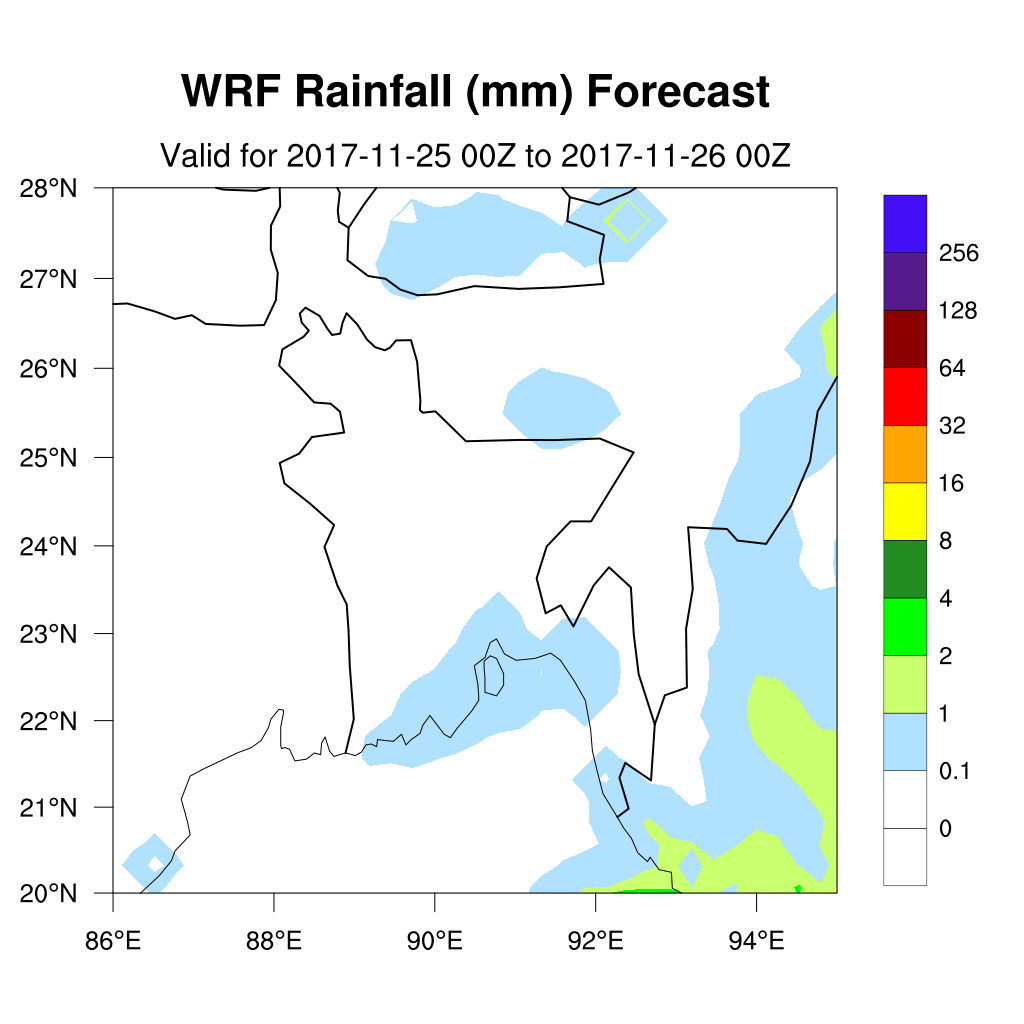 WRF Rainfall (mm) Forecast
Valid for 2017-11-25 00Z to 2017-11-26 00Z
28°N
27°N
26°N
25°N
24°N
23°N
22°N
21°N
20°N
86°E 88°E 90°E 92°E 94°E
256
128
64
32
16
8
4
2
1
0.1
0